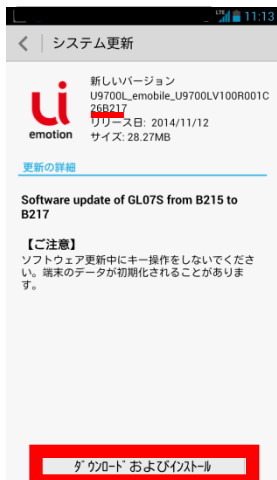 LTE 11:13
システム更新
新しいバージョン
U9700L_emobile_U9700LV100R001C
26B217
リリース日: 2014/11/12
サイズ: 28.27MB
ui
emotion
更新の詳細
Software update of GL07S from B215 to
B217
【ご注意】
ソフトウェア更新中にキー操作をしないでくださ
い。端末のデータが初期化されることがありま
す。
ﾀﾞｳﾝﾛｰﾄﾞおよびｲﾝｽﾄｰﾙ